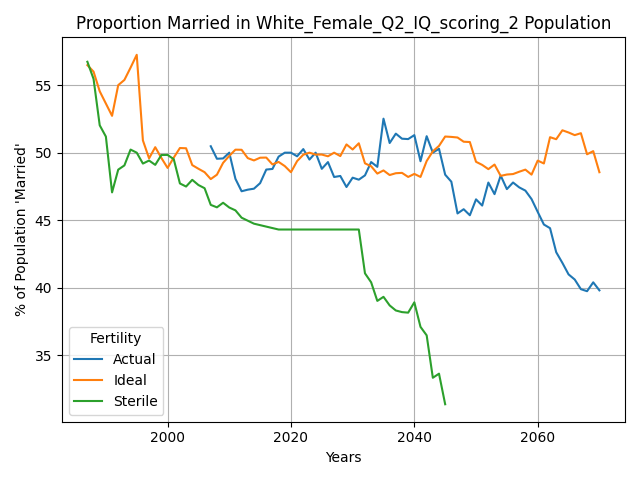 Proportion Married in White_Female_Q2_IQ_scoring_2 Population
% of Population 'Married'
55
50
45
40
35
Fertility
Actual
Ideal
Sterile
2000
2020
2040
2060
Years